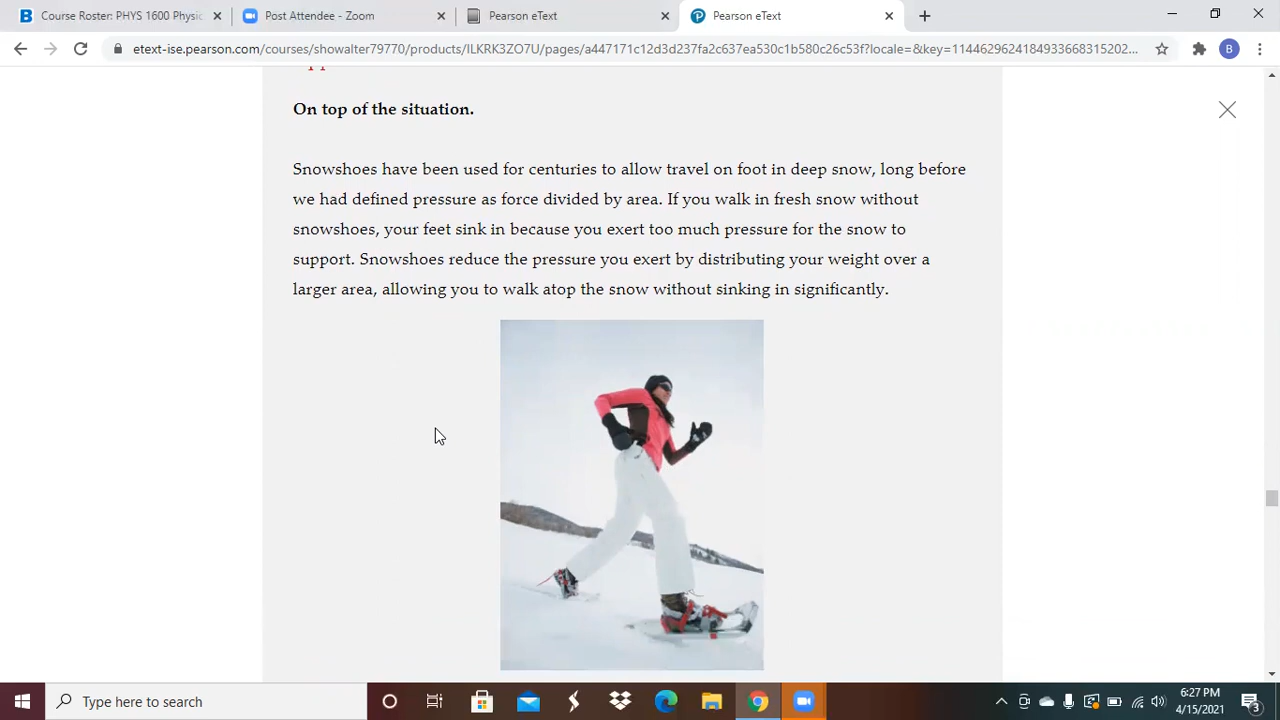 Course Roster: PHYS 1600 Physic
Post Attendee - Zoom
Pearson eText
Pearson eText
etext-ise.pearson.com/courses/showalter79770/products/ILKRK3ZO7U/pages/a447171c12d3d237fa2c637ea530c1b580c26c53f?locale=&key=11446296241849336683152​02...
B
On top of the situation.
Snowshoes have been used for centuries to allow travel on foot in deep snow, long before
we had defined pressure as force divided by area. If you walk in fresh snow without
snowshoes, your feet sink in because you exert too much pressure for the snow to
support. Snowshoes reduce the pressure you exert by distributing your weight over a
larger area, allowing you to walk atop the snow without sinking in significantly.
Type here to search
6:27 PM
4/15/2021
3